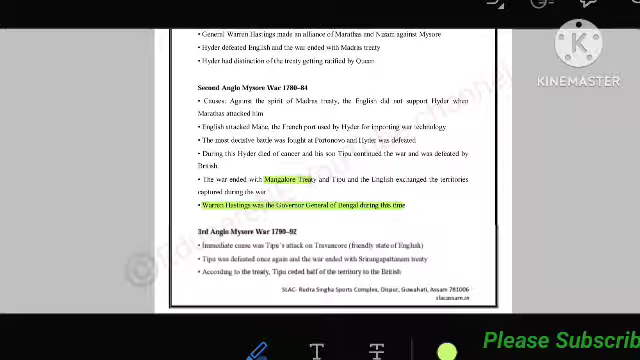 • General Warren Hastings made an alliance of Marathas and Nazam against Mysore
• Hyder defeated English and the war ended with Madras treaty
• Hyder had distinction of the treaty getting ratified by Queen
Second Anglo Mysore War 1780–84
• Causes: Against the spirit of Madras treaty, the English did not support Hyder when
Marathas attacked him
• English attacked Mahe, the French port used by Hyder for importing war technology
• The most decisive battle was fought at Portonovo and Hyder was defeated
• During this Hyder died of cancer and his son Tipu continued the war and was defeated by
British.
• The war ended with Mangalore Treaty and Tipu and the English exchanged the territories
captured during the war
• Warren Hastings was the Governor General of Bengal during this time
3rd Anglo Mysore War 1790–92
• Immediate cause was Tipu's attack on Travancore (friendly state of English)
• Tipu was defeated once again and the war ended with Srirangapattanam treaty
• According to the treaty, Tipu ceded half of the territory to the British
SLAC- Rudra Singha Sports Complex, Dispur, Guwahati, Assam 781006
slacassam.in
KINEMASTER
Please Subscrib